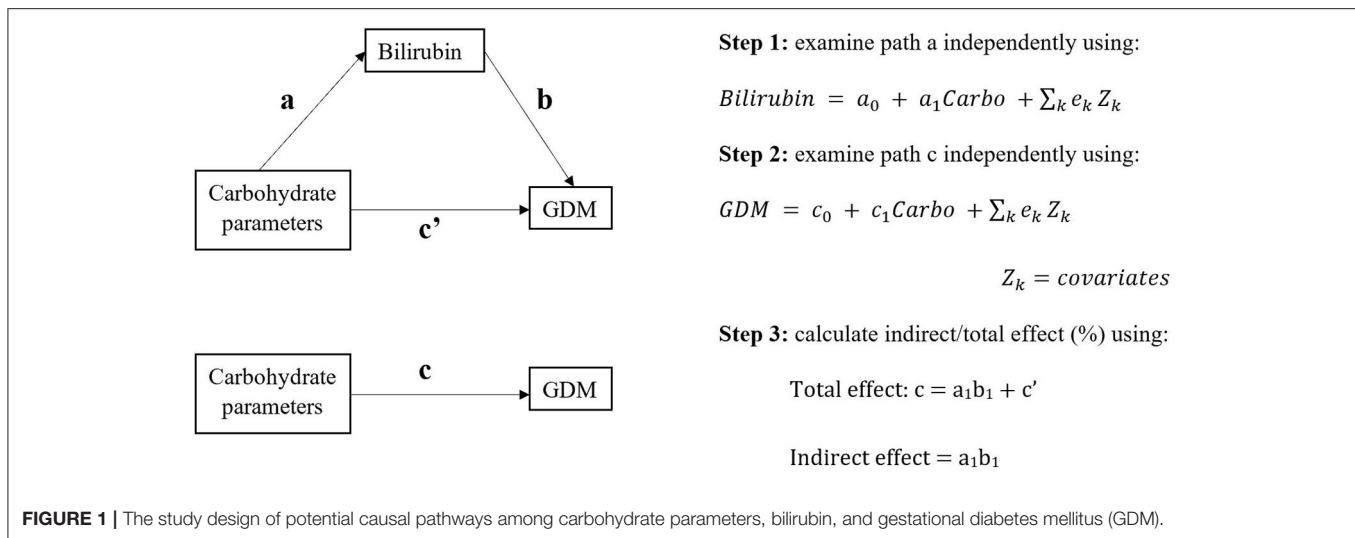 Bilirubin
a
b
Carbohydrate
parameters
c’
GDM
Carbohydrate
parameters
c
GDM
Step 1: examine path a independently using:
Bilirubin = a₀ + a₁Carbo + ∑ₖ eₖ Zₖ
Step 2: examine path c independently using:
GDM = c₀ + c₁Carbo + ∑ₖ eₖ Zₖ
Zₖ = covariates
Step 3: calculate indirect/total effect (%) using:
Total effect: c = a₁b₁ + c’
Indirect effect = a₁b₁
FIGURE 1 | The study design of potential causal pathways among carbohydrate parameters, bilirubin, and gestational diabetes mellitus (GDM).